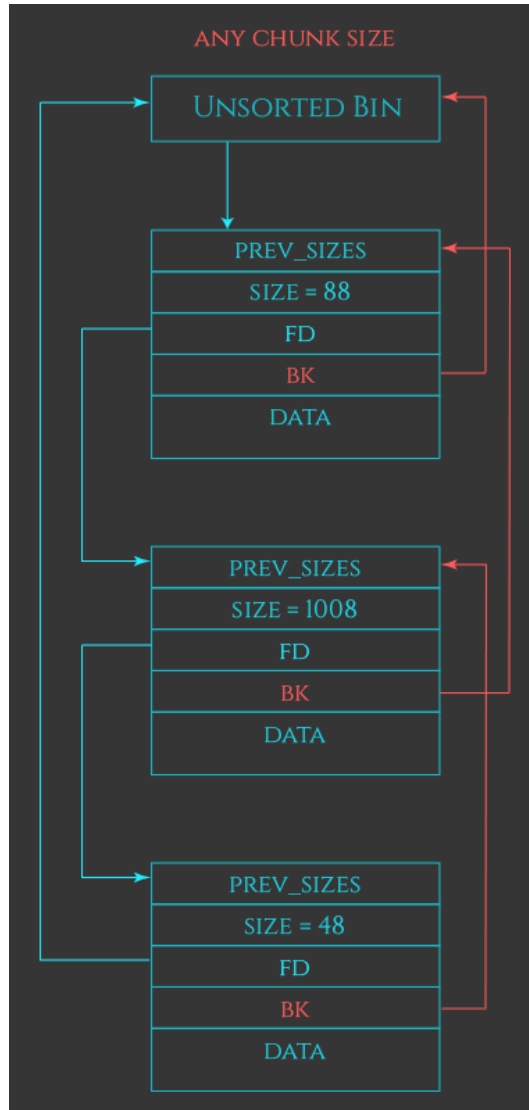 ANY CHUNK SIZE
UNSORTED BIN
PREV_SIZES
SIZE = 88
FD
BK
DATA
PREV_SIZES
SIZE = 1008
FD
BK
DATA
PREV_SIZES
SIZE = 48
FD
BK
DATA